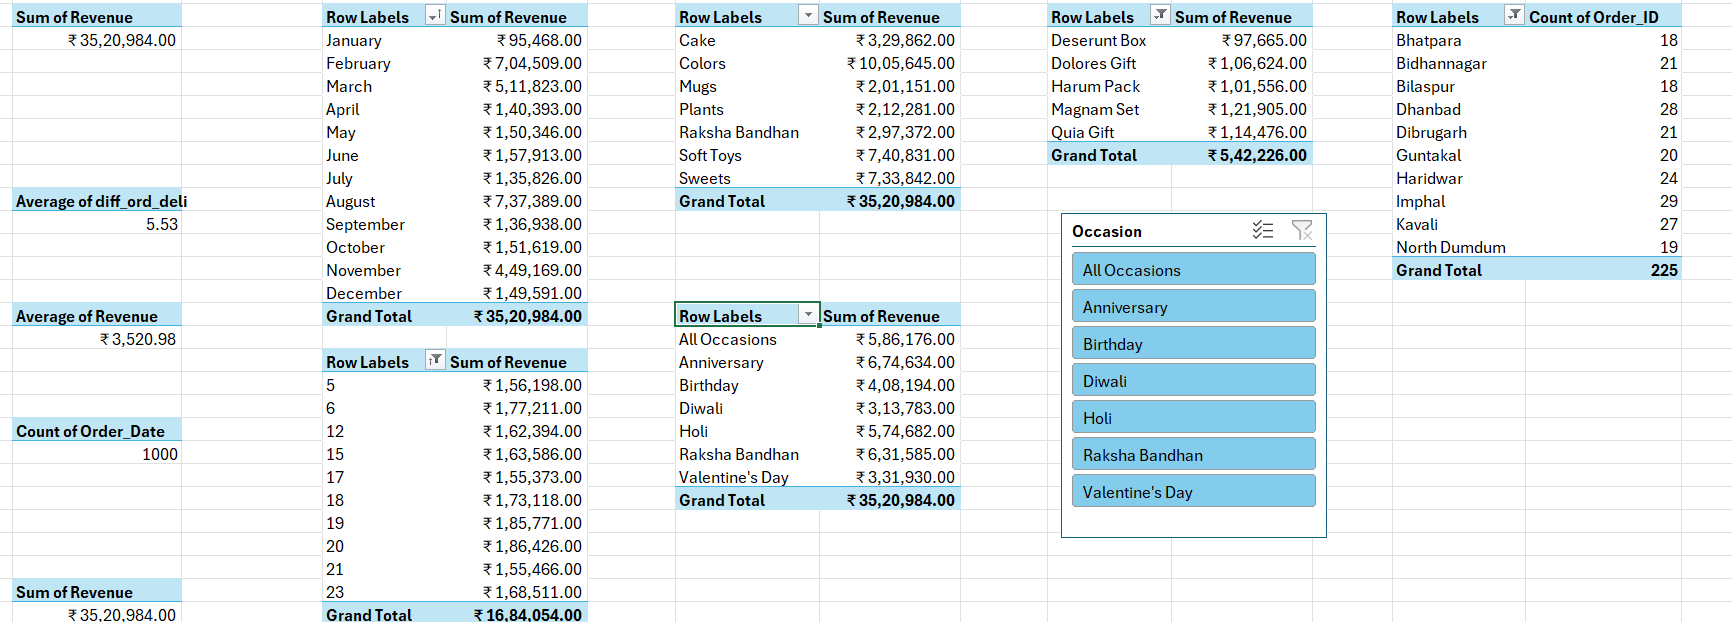 Sum of Revenue
₹ 35,20,984.00
Average of diff_ord_deli
5.53
Average of Revenue
₹ 3,520.98
Count of Order_Date
1000
Sum of Revenue
₹ 35,20,984.00
Row Labels Sum of Revenue
January ₹ 95,468.00
February ₹ 7,04,509.00
March ₹ 5,11,823.00
April ₹ 1,40,393.00
May ₹ 1,50,346.00
June ₹ 1,57,913.00
July ₹ 1,35,826.00
August ₹ 7,37,389.00
September ₹ 1,36,938.00
October ₹ 1,51,619.00
November ₹ 4,49,169.00
December ₹ 1,49,591.00
Grand Total ₹ 35,20,984.00
Row Labels Sum of Revenue
5 ₹ 1,56,198.00
6 ₹ 1,77,211.00
12 ₹ 1,62,394.00
15 ₹ 1,63,586.00
17 ₹ 1,55,373.00
18 ₹ 1,73,118.00
19 ₹ 1,85,771.00
20 ₹ 1,86,426.00
21 ₹ 1,55,466.00
23 ₹ 1,68,511.00
Grand Total ₹ 16,84,054.00
Row Labels Sum of Revenue
Cake ₹ 3,29,862.00
Colors ₹ 10,05,645.00
Mugs ₹ 2,01,151.00
Plants ₹ 2,12,281.00
Raksha Bandhan ₹ 2,97,372.00
Soft Toys ₹ 7,40,831.00
Sweets ₹ 7,33,842.00
Grand Total ₹ 35,20,984.00
Row Labels Sum of Revenue
All Occasions ₹ 5,86,176.00
Anniversary ₹ 6,74,634.00
Birthday ₹ 4,08,194.00
Diwali ₹ 3,13,783.00
Holi ₹ 5,74,682.00
Raksha Bandhan ₹ 6,31,585.00
Valentine's Day ₹ 3,31,930.00
Grand Total ₹ 35,20,984.00
Row Labels Sum of Revenue
Deserunt Box ₹ 97,665.00
Dolores Gift ₹ 1,06,624.00
Harum Pack ₹ 1,01,556.00
Magnam Set ₹ 1,21,905.00
Quia Gift ₹ 1,14,476.00
Grand Total ₹ 5,42,226.00
Occasion
All Occasions
Anniversary
Birthday
Diwali
Holi
Raksha Bandhan
Valentine's Day
Row Labels Count of Order_ID
Bhatpara 18
Bidhannagar 21
Bilaspur 18
Dhanbad 28
Dibrugarh 21
Guntakal 20
Haridwar 24
Imphal 29
Kavali 27
North Dumdum 19
Grand Total 225